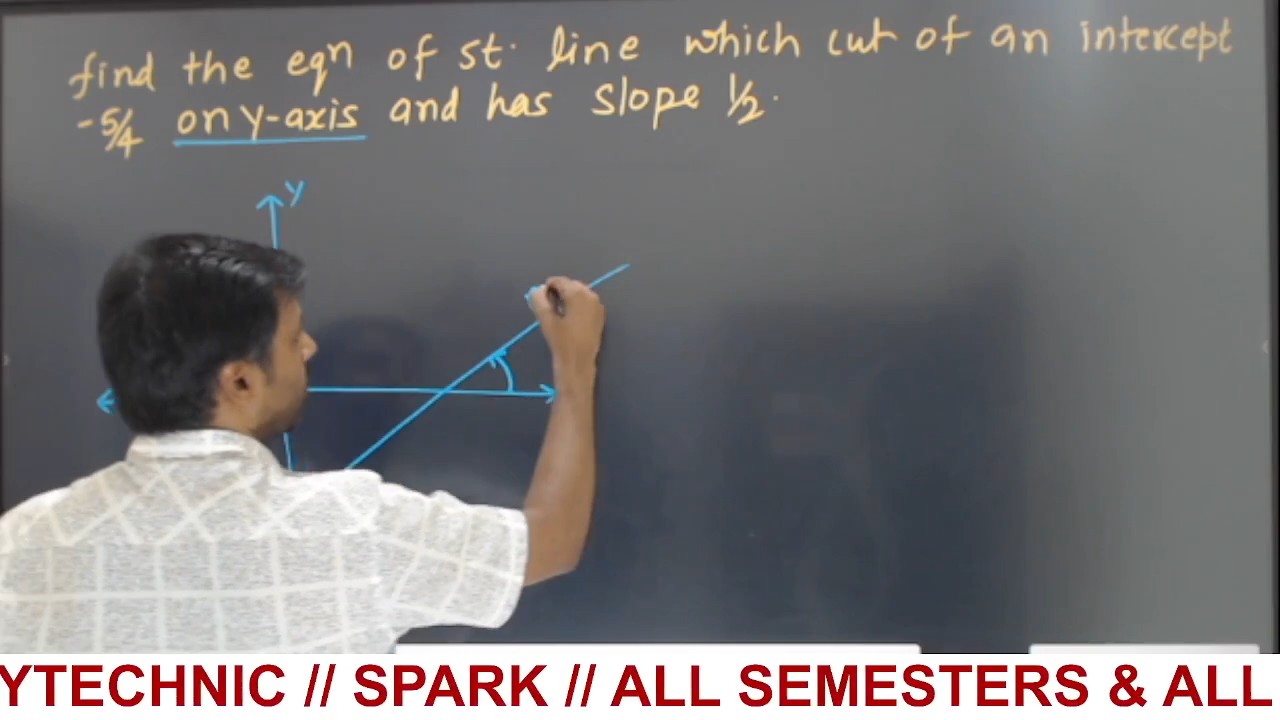 find the eqn of st. line which cut of an intercept
-5/4 on y-axis and has slope 1/2.
y
YTECHNIC // SPARK // ALL SEMESTERS & ALL